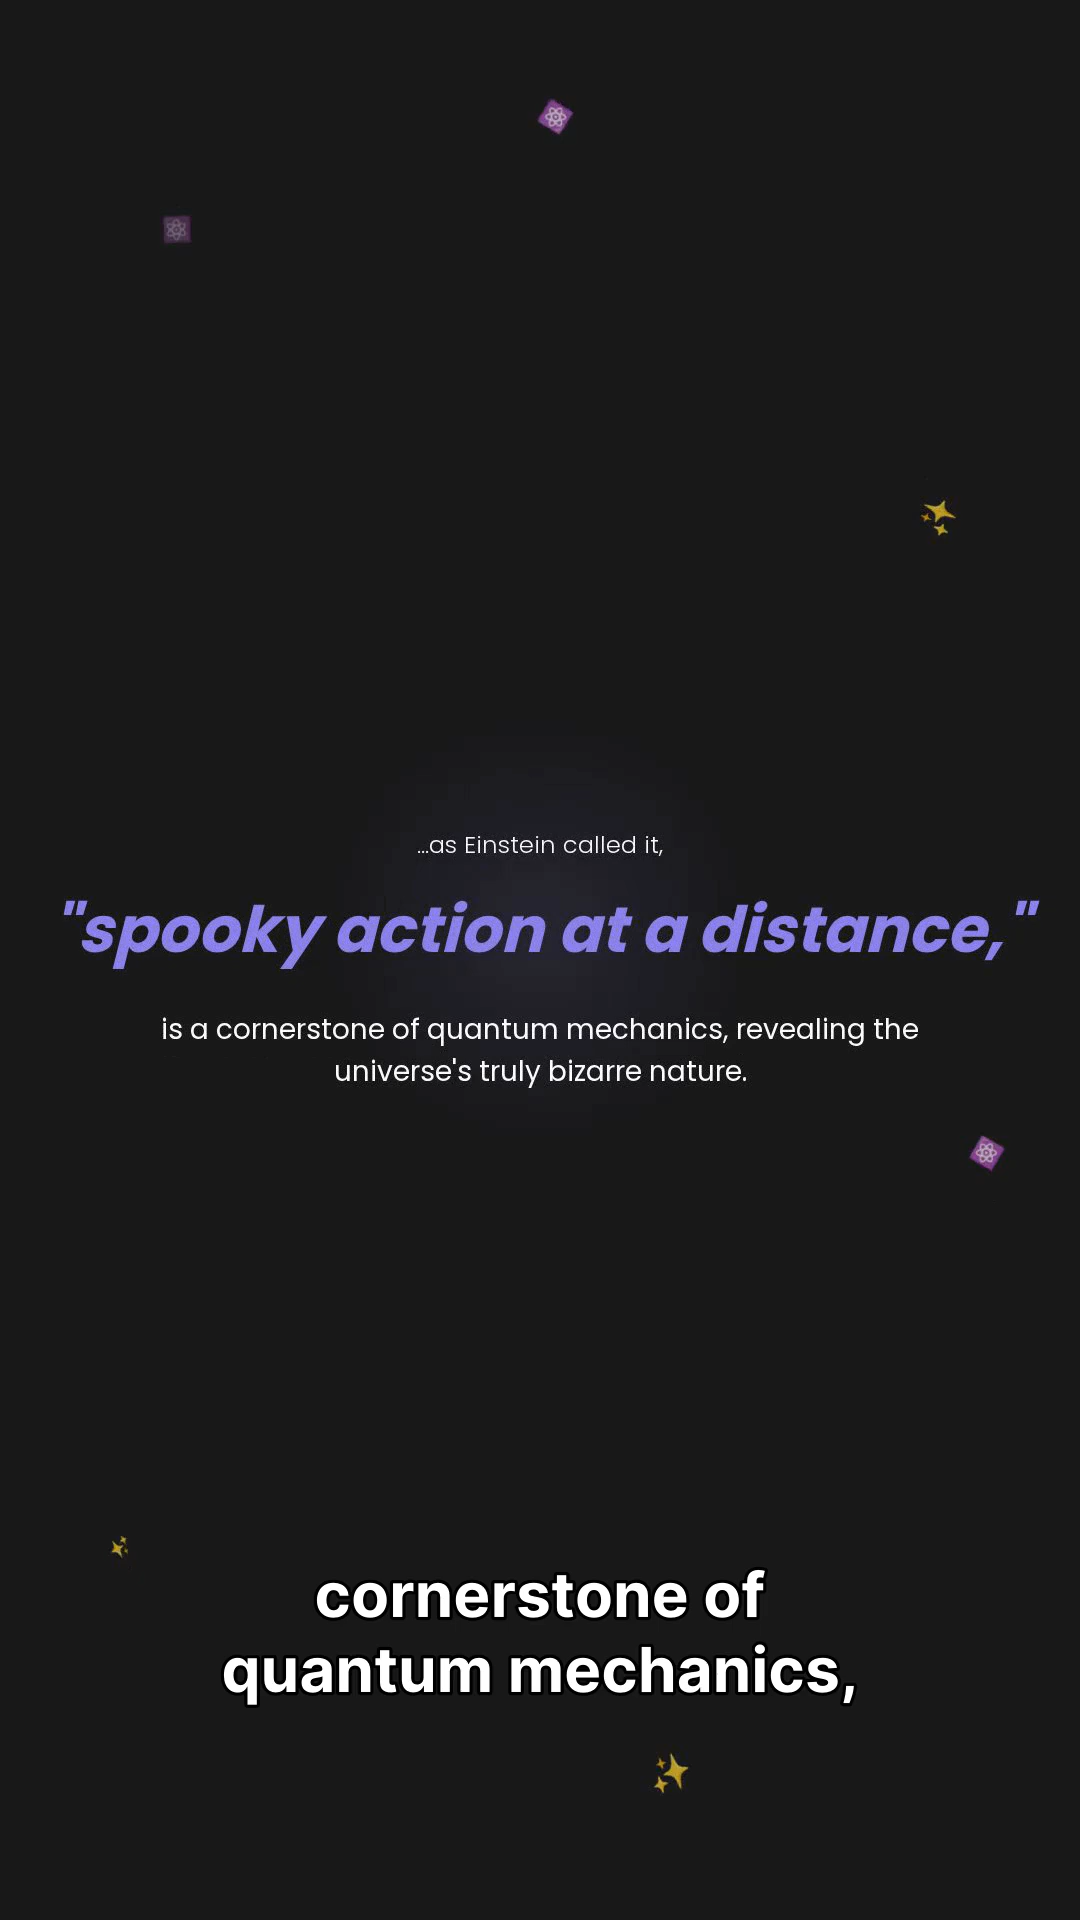 ...as Einstein called it,
"spooky action at a distance,"
is a cornerstone of quantum mechanics, revealing the
universe's truly bizarre nature.
cornerstone of
quantum mechanics,